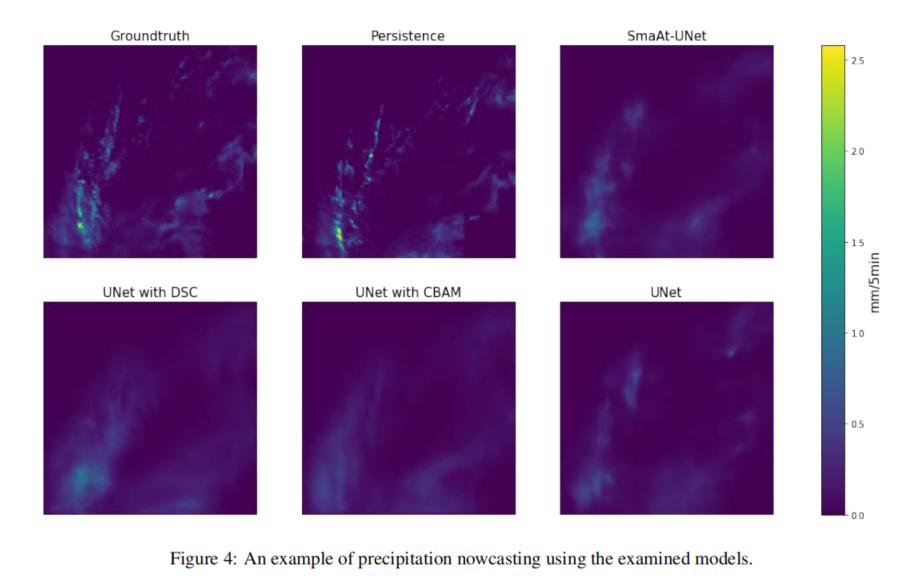 Groundtruth
Persistence
SmaAt-UNet
UNet with DSC
UNet with CBAM
UNet
2.5
2.0
1.5
1.0
0.5
0.0
mm/5min
Figure 4: An example of precipitation nowcasting using the examined models.